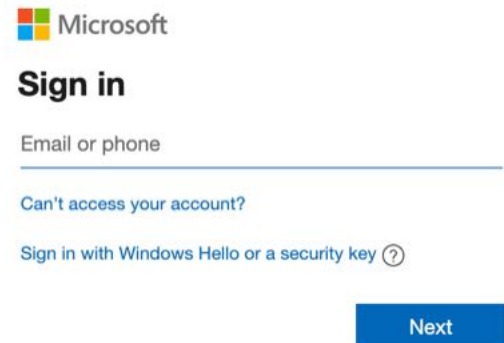 Microsoft
Sign in
Email or phone
Can't access your account?
Sign in with Windows Hello or a security key ?
Next